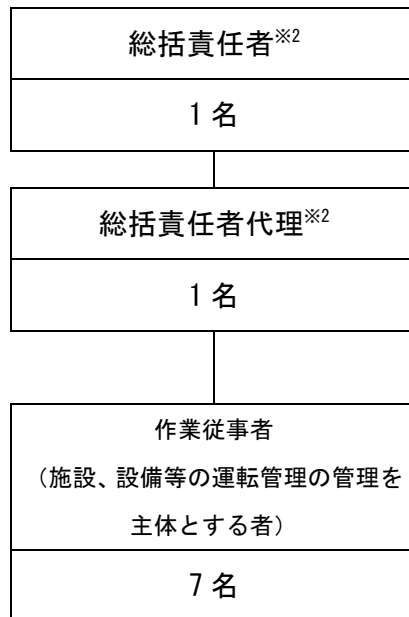 総括責任者※2
1名
総括責任者代理※2
1名
作業従事者
（施設、設備等の運転管理の管理を
主体とする者）
7名